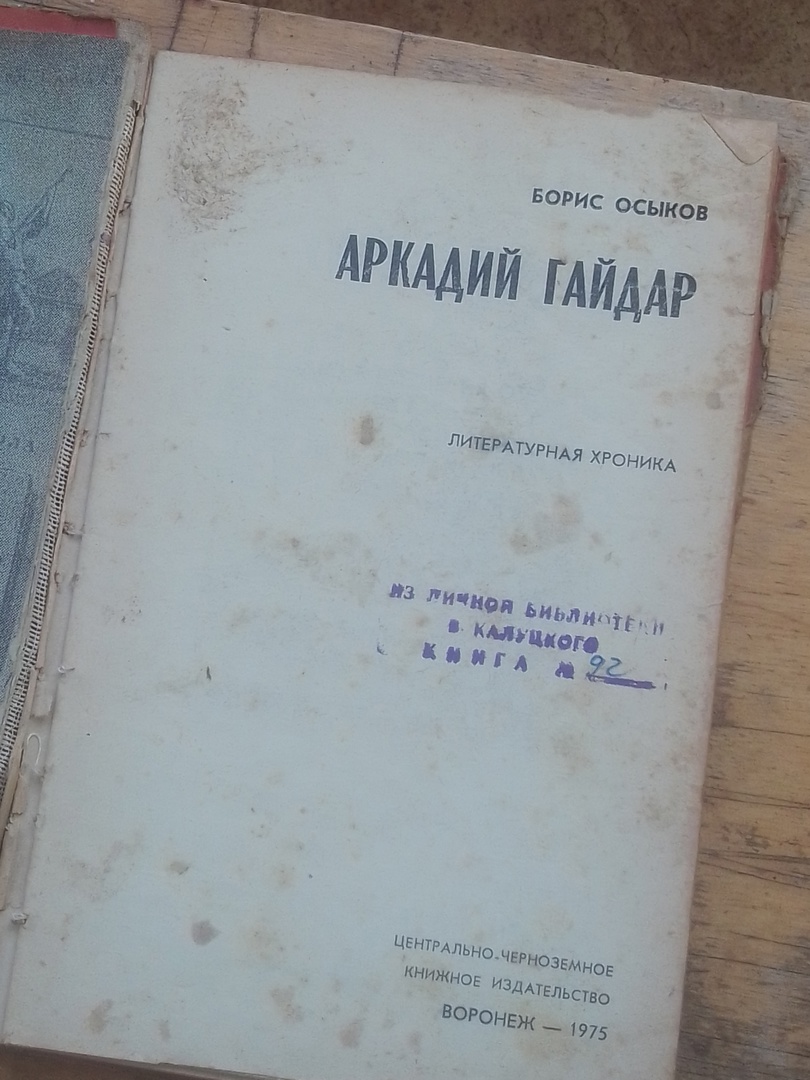 БОРИС ОСЫКОВ
АРКАДИЙ ГАЙДАР
ЛИТЕРАТУРНАЯ ХРОНИКА
ИЗ ЛИЧНОЙ БИБЛИОТЕКИ
В КАЛУЦКОГО
КНИГА № 92
ЦЕНТРАЛЬНО-ЧЕРНОЗЕМНОЕ
КНИЖНОЕ ИЗДАТЕЛЬСТВО
ВОРОНЕЖ — 1975